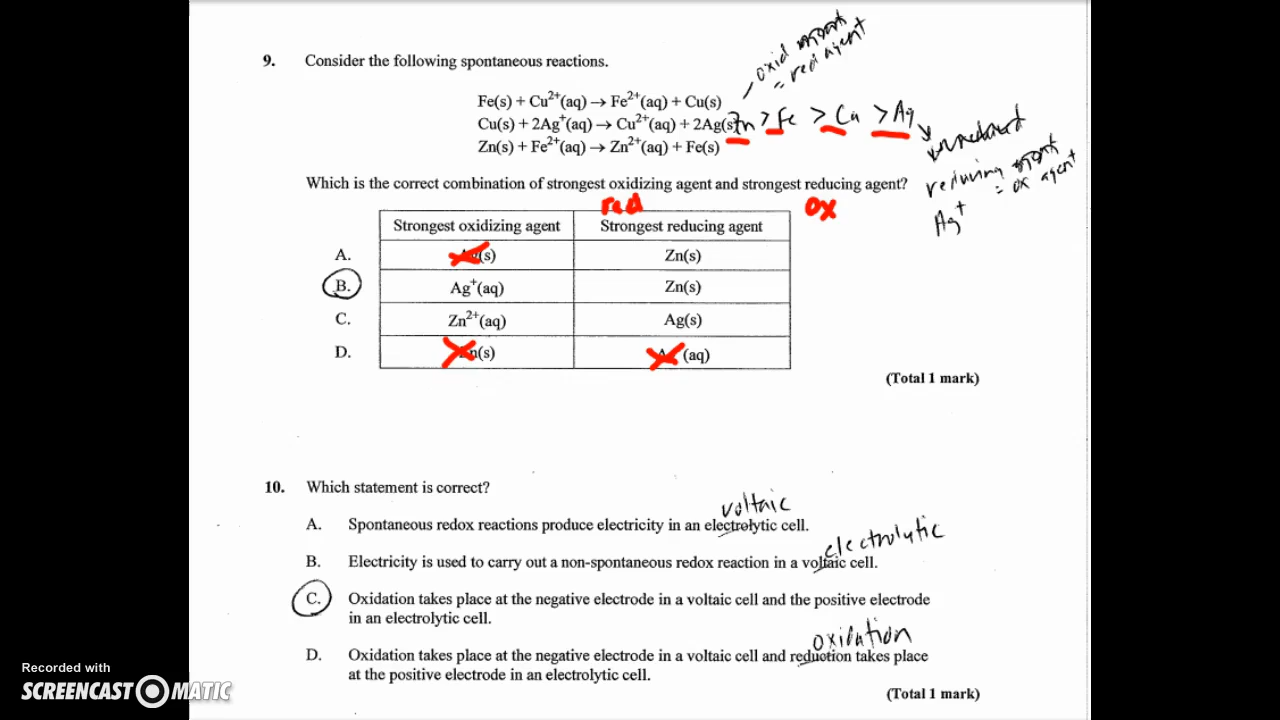 9. Consider the following spontaneous reactions.
oxid
= red agent
Fe(s) + Cu²⁺(aq) → Fe²⁺(aq) + Cu(s)
Cu(s) + 2Ag⁺(aq) → Cu²⁺(aq) + 2Ag(s)
Zn > Fe > Cu > Ag
Zn(s) + Fe²⁺(aq) → Zn²⁺(aq) + Fe(s)
reducing
= ox agent
Ag⁺
Which is the correct combination of strongest oxidizing agent and strongest reducing agent?
red ox
Strongest oxidizing agent Strongest reducing agent
A. (s) Zn(s)
B. Ag⁺(aq) Zn(s)
C. Zn²⁺(aq) Ag(s)
D. (s) (aq)
(Total 1 mark)
10. Which statement is correct?
voltaic
A. Spontaneous redox reactions produce electricity in an electrolytic cell.
electrolytic
B. Electricity is used to carry out a non-spontaneous redox reaction in a voltaic cell.
C. Oxidation takes place at the negative electrode in a voltaic cell and the positive electrode
in an electrolytic cell.
oxidation
D. Oxidation takes place at the negative electrode in a voltaic cell and reduction takes place
at the positive electrode in an electrolytic cell.
(Total 1 mark)
Recorded with
SCREENCAST MATIC